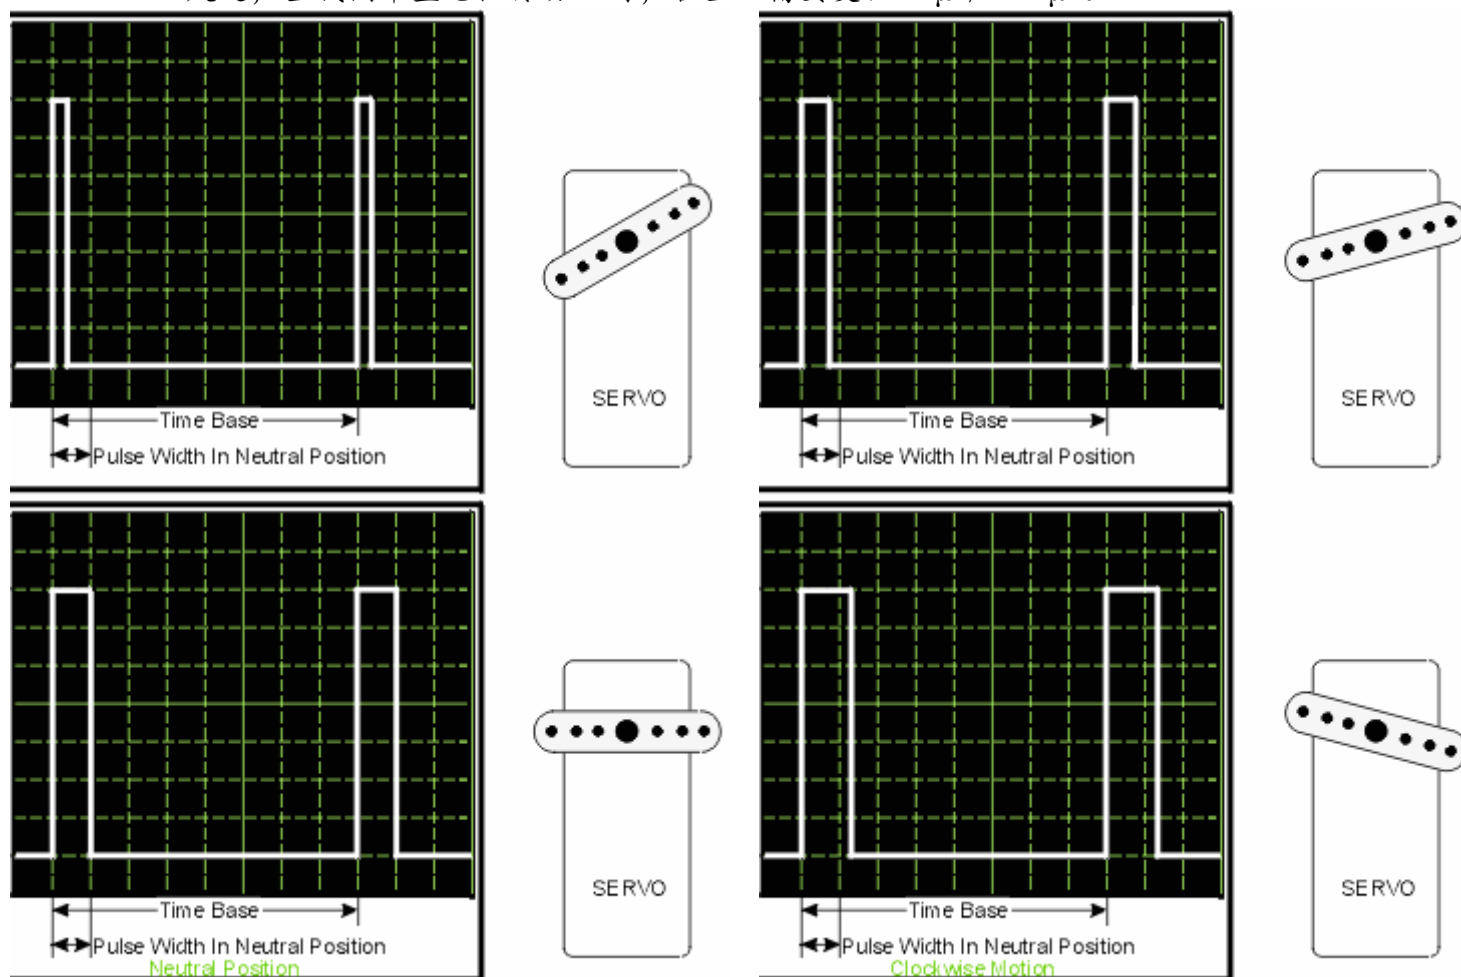 Time Base
Pulse Width In Neutral Position
SERVO
Time Base
Pulse Width In Neutral Position
SERVO
Time Base
Pulse Width In Neutral Position
Neutral Position
SERVO
Time Base
Pulse Width In Neutral Position
Clockwise Motion
SERVO